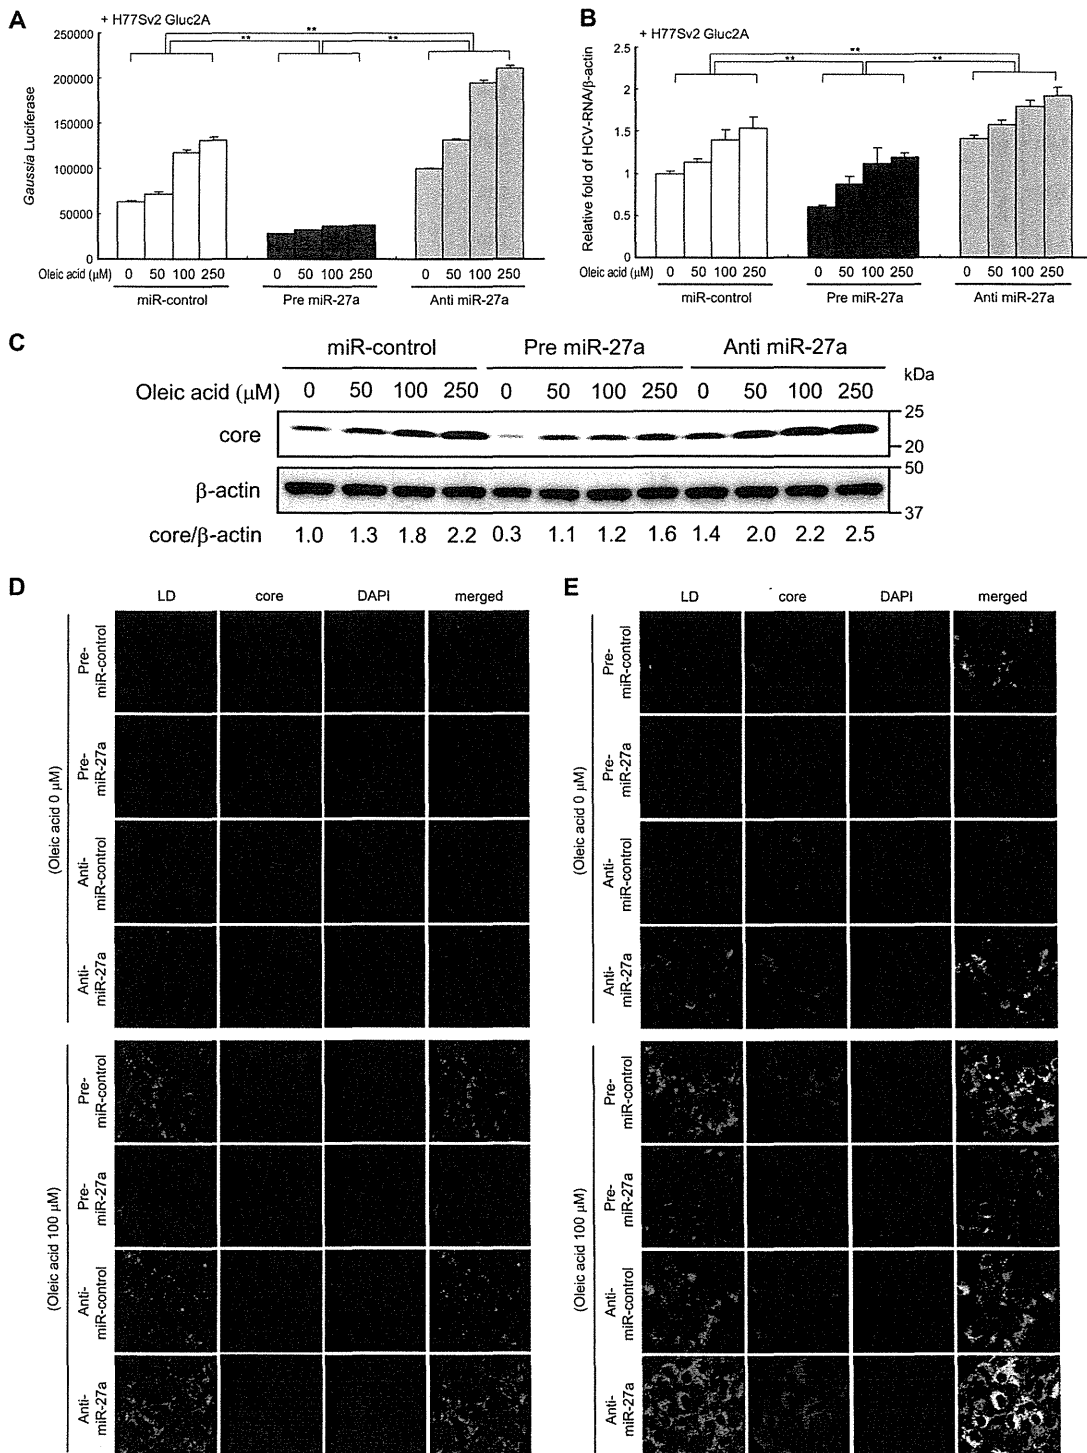 A
+ H77Sv2 Gluc2A
250000
200000
150000
100000
50000
0
Gaussia Luciferase
** ** **
Oleic acid (μM) 0 50 100 250 0 50 100 250 0 50 100 250
miR-control Pre miR-27a Anti miR-27a
B
+ H77Sv2 Gluc2A
2.5
2
1.5
1
0.5
0
Relative fold of HCV-RNA/β-actin
** ** **
Oleic acid (μM) 0 50 100 250 0 50 100 250 0 50 100 250
miR-control Pre miR-27a Anti miR-27a
C
miR-control Pre miR-27a Anti miR-27a
Oleic acid (μM) 0 50 100 250 0 50 100 250 0 50 100 250 kDa
core 25 20
β-actin 50 37
core/β-actin 1.0 1.3 1.8 2.2 0.3 1.1 1.2 1.6 1.4 2.0 2.2 2.5
D
LD core DAPI merged
(Oleic acid 0 μM)
Pre-
miR-control
Pre-
miR-27a
Anti-
miR-control
Anti-
miR-27a
(Oleic acid 100 μM)
Pre-
miR-control
Pre-
miR-27a
Anti-
miR-control
Anti-
miR-27a
E
LD core DAPI merged
(Oleic acid 0 μM)
Pre-
miR-control
Pre-
miR-27a
Anti-
miR-control
Anti-
miR-27a
(Oleic acid 100 μM)
Pre-
miR-control
Pre-
miR-27a
Anti-
miR-control
Anti-
miR-27a